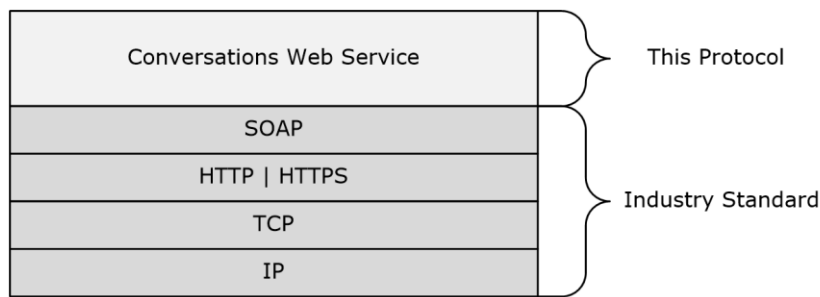 Conversations Web Service
This Protocol
SOAP
HTTP | HTTPS
Industry Standard
TCP
IP